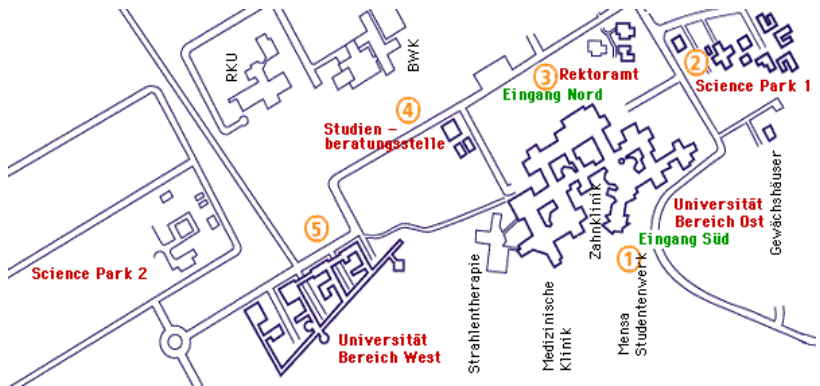 RKU
BWK
2
3
Rektoramt
Science Park 1
Eingang Nord
4
Studien –
beratungsstelle
Zahnklinik
Gewächshäuser
Universität
Bereich Ost
5
Eingang Süd
Science Park 2
1
Strahlentherapie
Medizinische
Klinik
Mensa
Studentenwerk
Universität
Bereich West